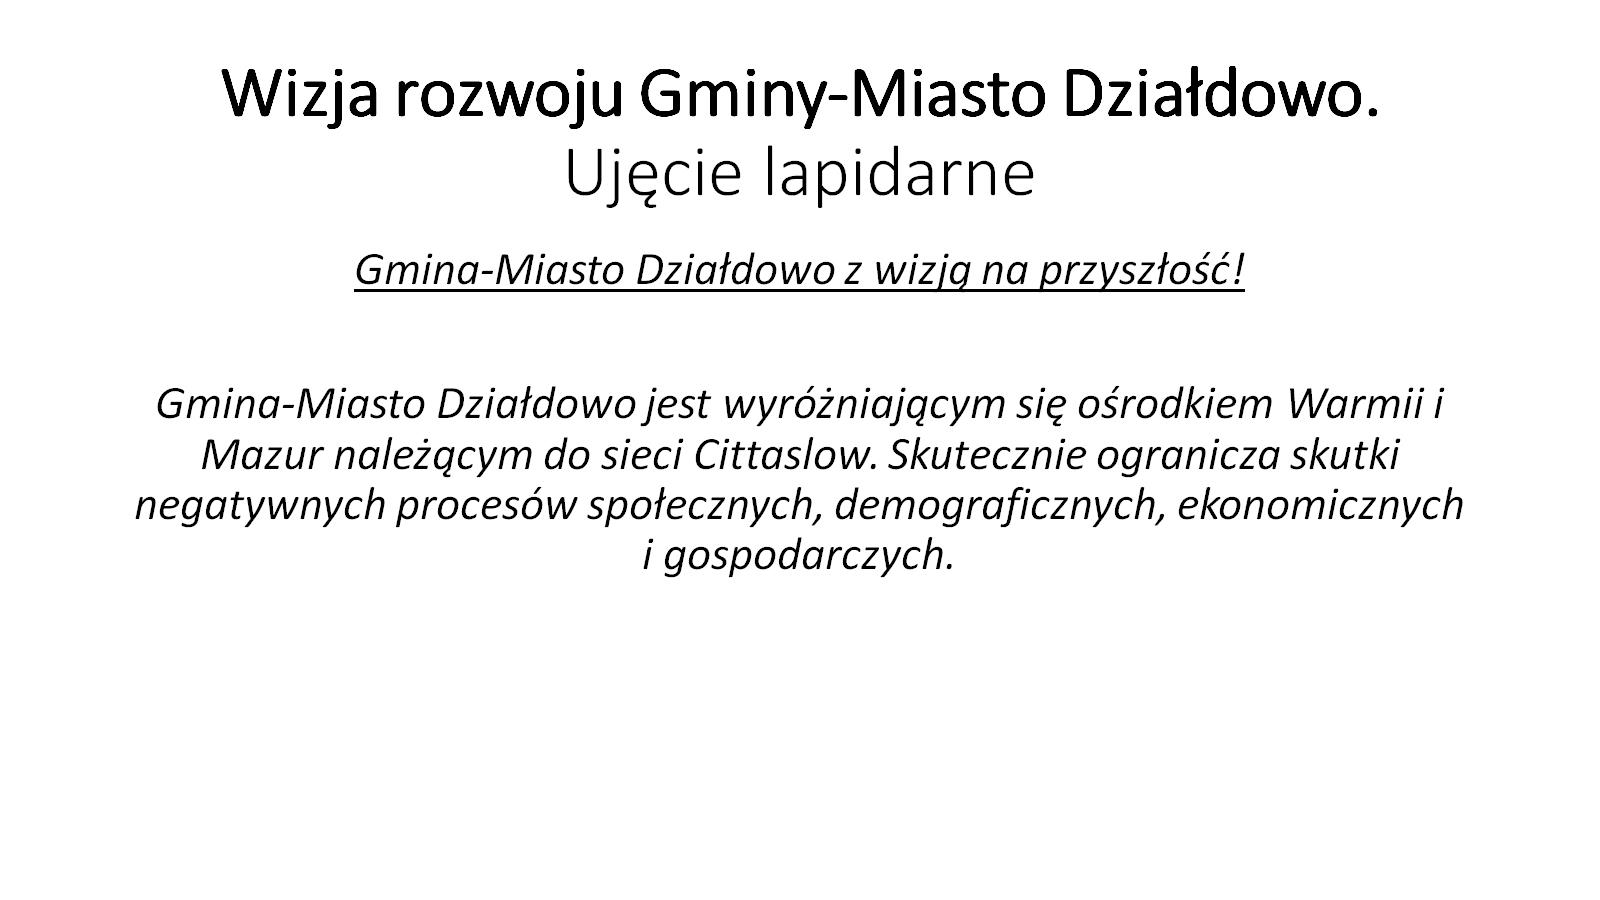 Wizja rozwoju Gminy-Miasto Działdowo.
Ujęcie lapidarne
Gmina-Miasto Działdowo z wizją na przyszłość!
Gmina-Miasto Działdowo jest wyróżniającym się ośrodkiem Warmii i
Mazur należącym do sieci Cittaslow. Skutecznie ogranicza skutki
negatywnych procesów społecznych, demograficznych, ekonomicznych
i gospodarczych.